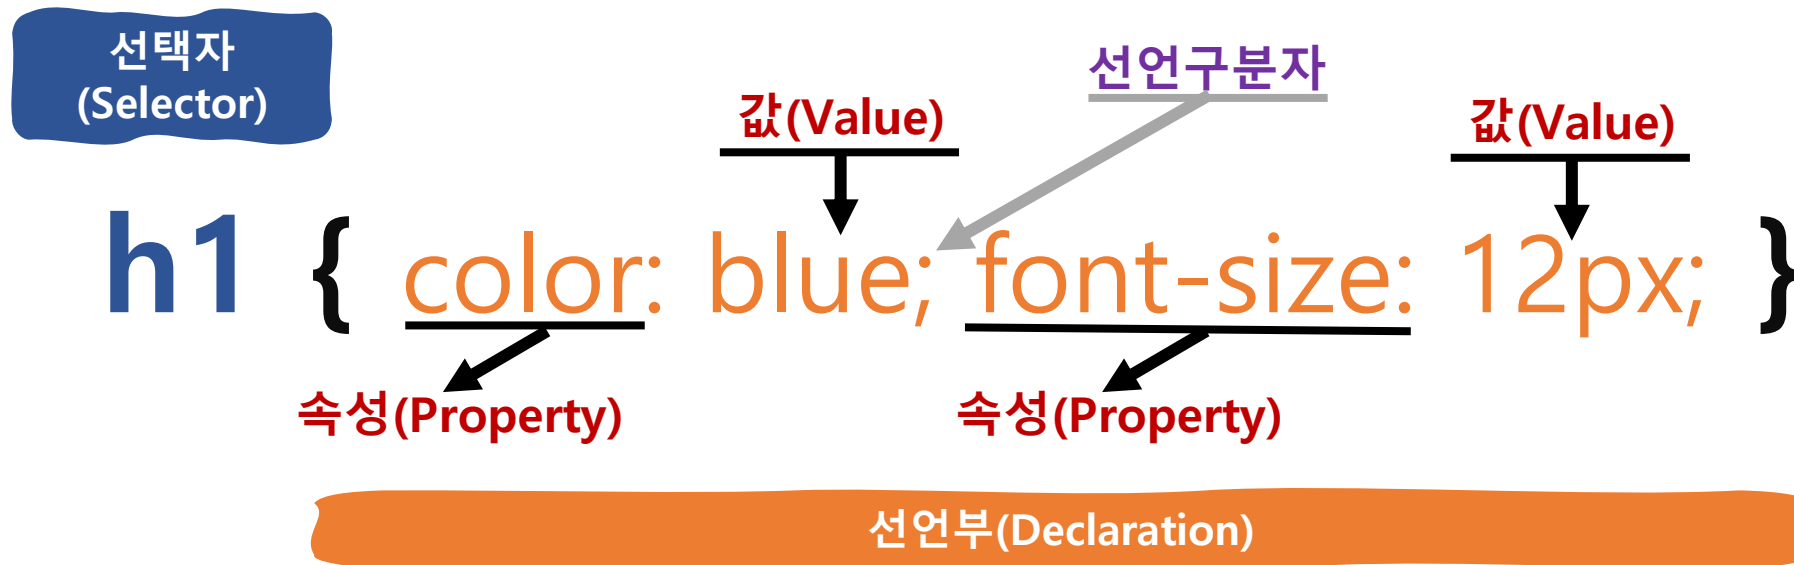 선택자
(Selector)
선언구분자
값(Value)
값(Value)
h1 { color: blue; font-size: 12px; }
속성(Property)
속성(Property)
선언부(Declaration)